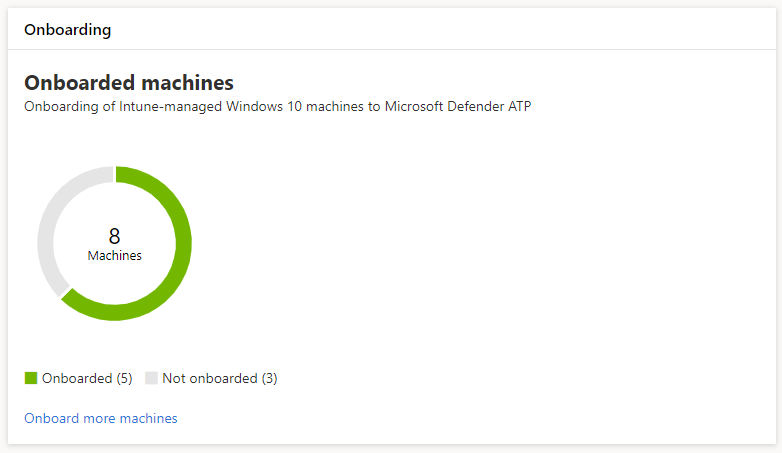 Onboarding
Onboarded machines
Onboarding of Intune-managed Windows 10 machines to Microsoft Defender ATP
8
Machines
Onboarded (5) Not onboarded (3)
Onboard more machines